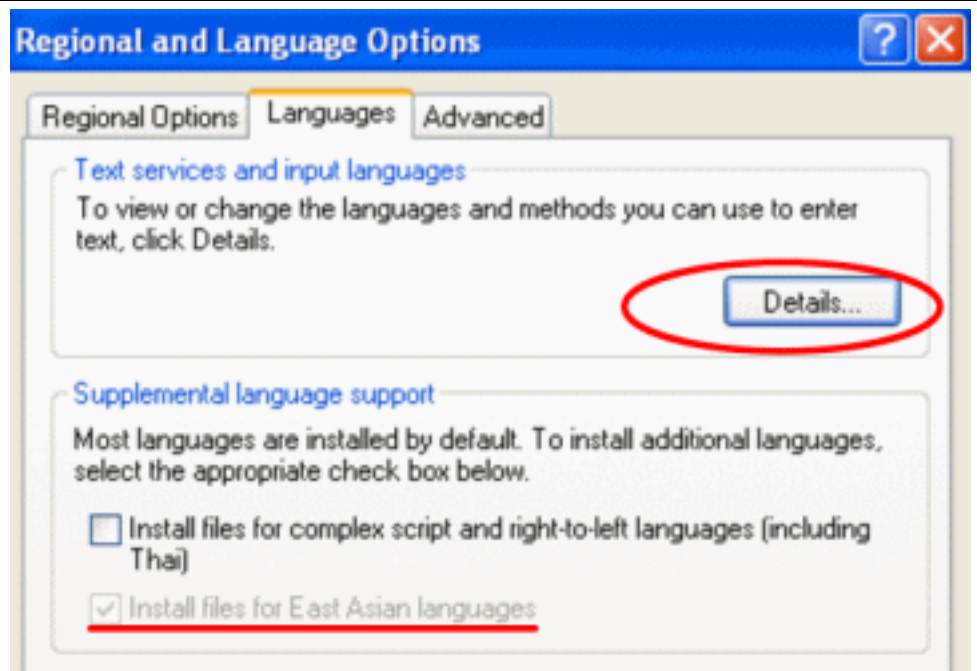 Regional and Language Options
Regional Options Languages Advanced
Text services and input languages
To view or change the languages and methods you can use to enter
text, click Details.
Details...
Supplemental language support
Most languages are installed by default. To install additional languages,
select the appropriate check box below.
Install files for complex script and right-to-left languages (including
Thai)
Install files for East Asian languages